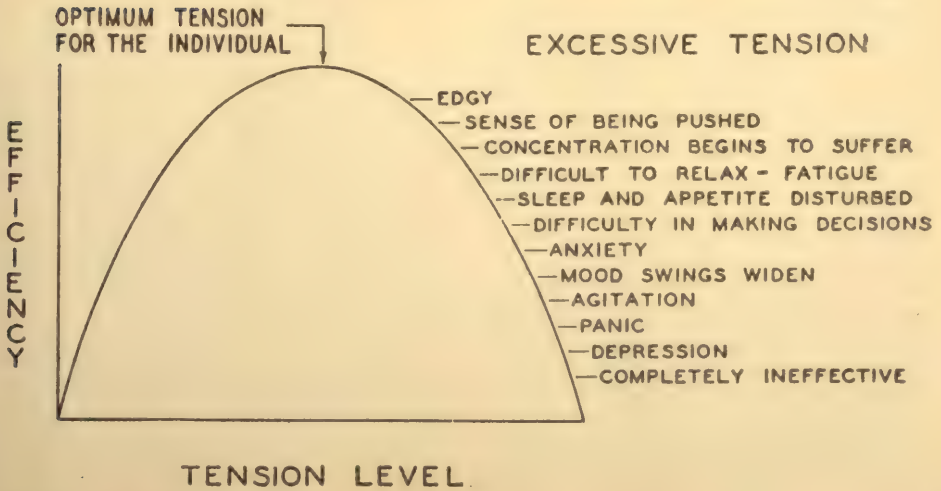 OPTIMUM TENSION
FOR THE INDIVIDUAL
EXCESSIVE TENSION
EFFICIENCY
EDGY
SENSE OF BEING PUSHED
CONCENTRATION BEGINS TO SUFFER
DIFFICULT TO RELAX - FATIGUE
SLEEP AND APPETITE DISTURBED
DIFFICULTY IN MAKING DECISIONS
ANXIETY
MOOD SWINGS WIDEN
AGITATION
PANIC
DEPRESSION
COMPLETELY INEFFECTIVE
TENSION LEVEL